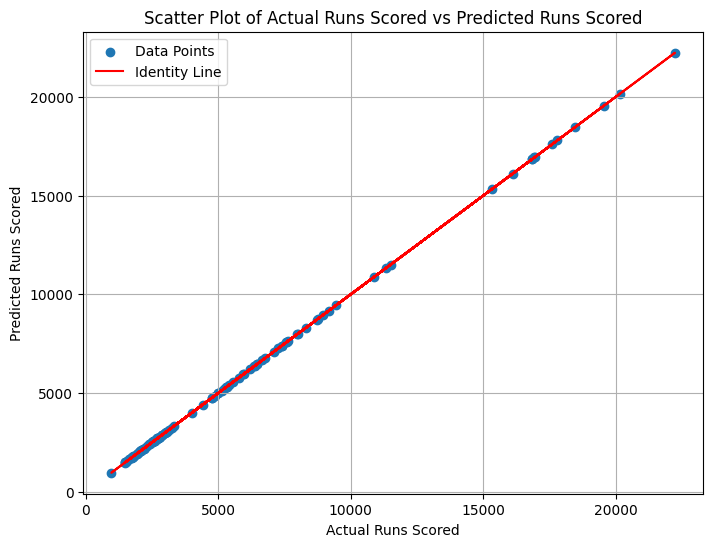 Scatter Plot of Actual Runs Scored vs Predicted Runs Scored
Data Points
Identity Line
Predicted Runs Scored
20000
15000
10000
5000
0
0 5000 10000 15000 20000
Actual Runs Scored